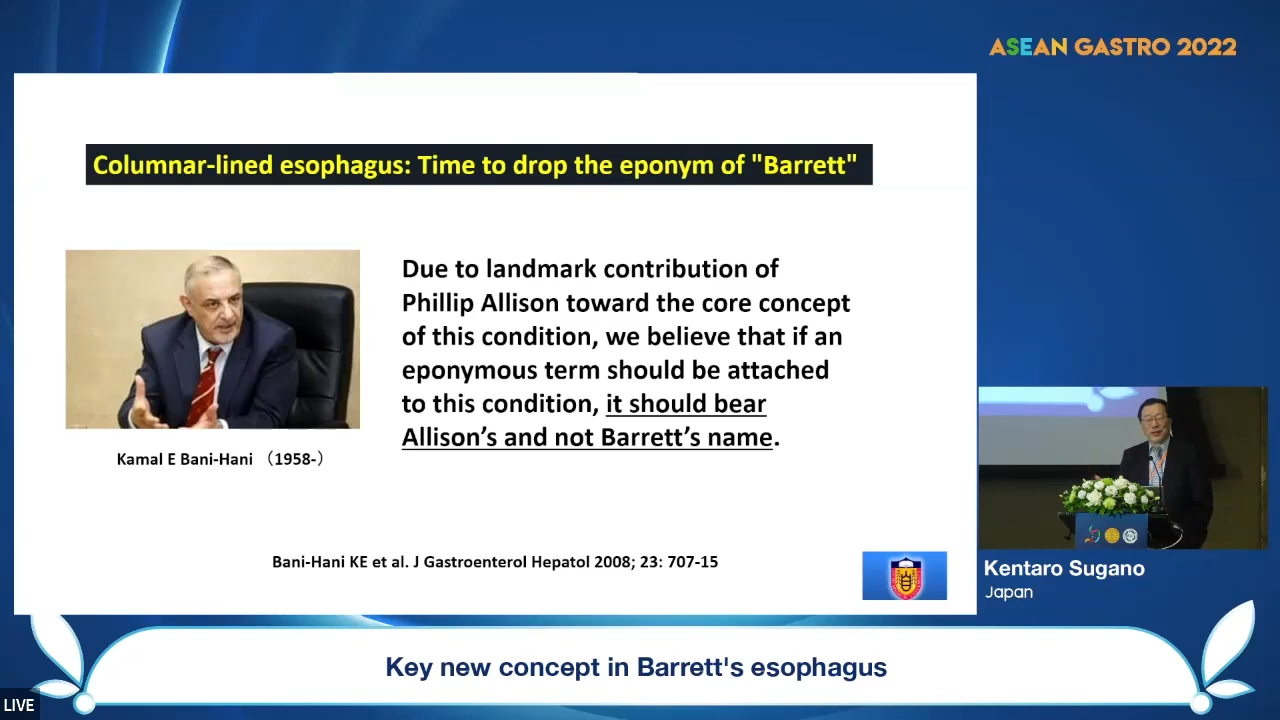 ASEAN GASTRO 2022
Columnar-lined esophagus: Time to drop the eponym of "Barrett"
Due to landmark contribution of
Phillip Allison toward the core concept
of this condition, we believe that if an
eponymous term should be attached
to this condition, it should bear
Allison’s and not Barrett’s name.
Kamal E Bani-Hani （1958-）
Bani-Hani KE et al. J Gastroenterol Hepatol 2008; 23: 707-15
Kentaro Sugano
Japan
Key new concept in Barrett's esophagus
LIVE